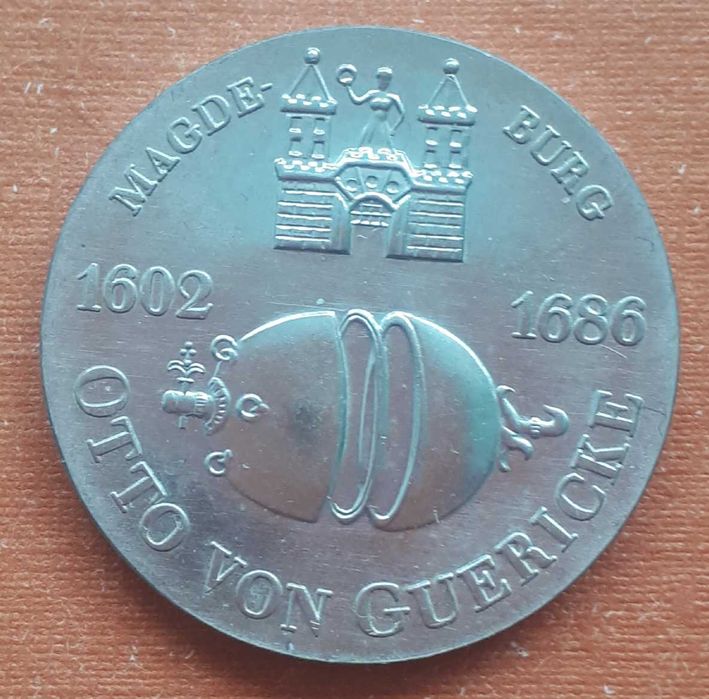 MAGDE-
BURG
1602
1686
OTTO VON GUERICKE